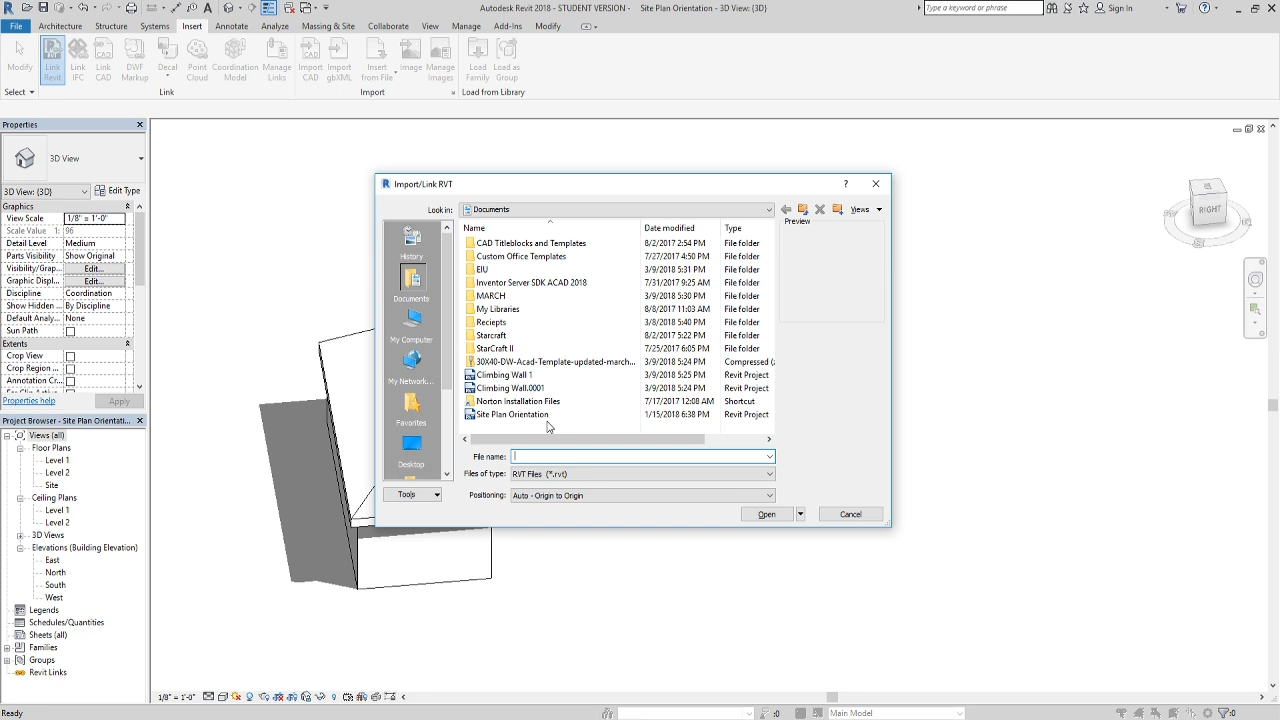 Autodesk Revit 2018 - STUDENT VERSION -    Site Plan Orientation - 3D View: {3D}
Type a keyword or phrase
Sign In
File Architecture Structure Systems Insert Annotate Analyze Massing & Site Collaborate View Manage Add-Ins Modify
Modify
Link Revit
Link IFC
Link CAD
DWF Markup
Decal
Point Cloud
Coordination Model
Manage Links
Import CAD
Import gbXML
Insert from File
Image
Manage Images
Load Family
Load as Group
Select
Link
Import
Load from Library
Properties
3D View
3D View: {3D}
Edit Type
Graphics
View Scale 1/8" = 1'-0"
Scale Value 1: 96
Detail Level Medium
Parts Visibility Show Original
Visibility/Grap... Edit...
Graphic Displ... Edit...
Discipline Coordination
Show Hidden ... By Discipline
Default Analy... None
Sun Path
Extents
Crop View
Crop Region ...
Annotation Cr...
Properties help
Apply
Project Browser - Site Plan Orientati...
Views (all)
Floor Plans
Level 1
Level 2
Site
Ceiling Plans
Level 1
Level 2
3D Views
Elevations (Building Elevation)
East
North
South
West
Legends
Schedules/Quantities
Sheets (all)
Families
Groups
Revit Links
RIGHT
Import/Link RVT
Look in: Documents
Views
Preview
History
Documents
My Computer
My Network...
Favorites
Desktop
Name Date modified Type
CAD Titleblocks and Templates 8/2/2017 2:54 PM File folder
Custom Office Templates 7/27/2017 4:50 PM File folder
EIU 3/9/2018 5:31 PM File folder
Inventor Server SDK ACAD 2018 7/31/2017 9:25 AM File folder
MARCH 3/9/2018 5:30 PM File folder
My Libraries 8/8/2017 11:03 AM File folder
Reciepts 3/8/2018 5:40 PM File folder
Starcraft 8/2/2017 5:22 PM File folder
StarCraft II 7/25/2017 6:05 PM File folder
30X40-DW-Acad-Template-updated-march... 3/9/2018 5:24 PM Compressed (
Climbing Wall 1 3/9/2018 5:25 PM Revit Project
Climbing Wall.0001 3/9/2018 5:24 PM Revit Project
Norton Installation Files 7/17/2017 12:08 AM Shortcut
Site Plan Orientation 1/15/2018 6:38 PM Revit Project
File name:
Files of type: RVT Files (*.rvt)
Positioning: Auto - Origin to Origin
Tools
Open
Cancel
1/8" = 1'-0"
Ready
:0
Main Model
:0